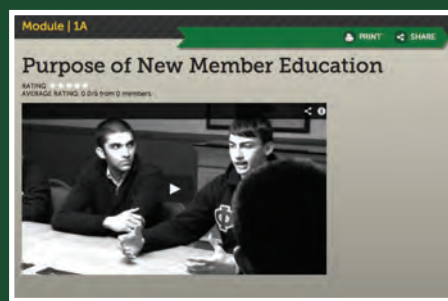 Module | 1A
PRINT SHARE
Purpose of New Member Education
RATING
AVERAGE RATING: 0.0/5 from 0 members